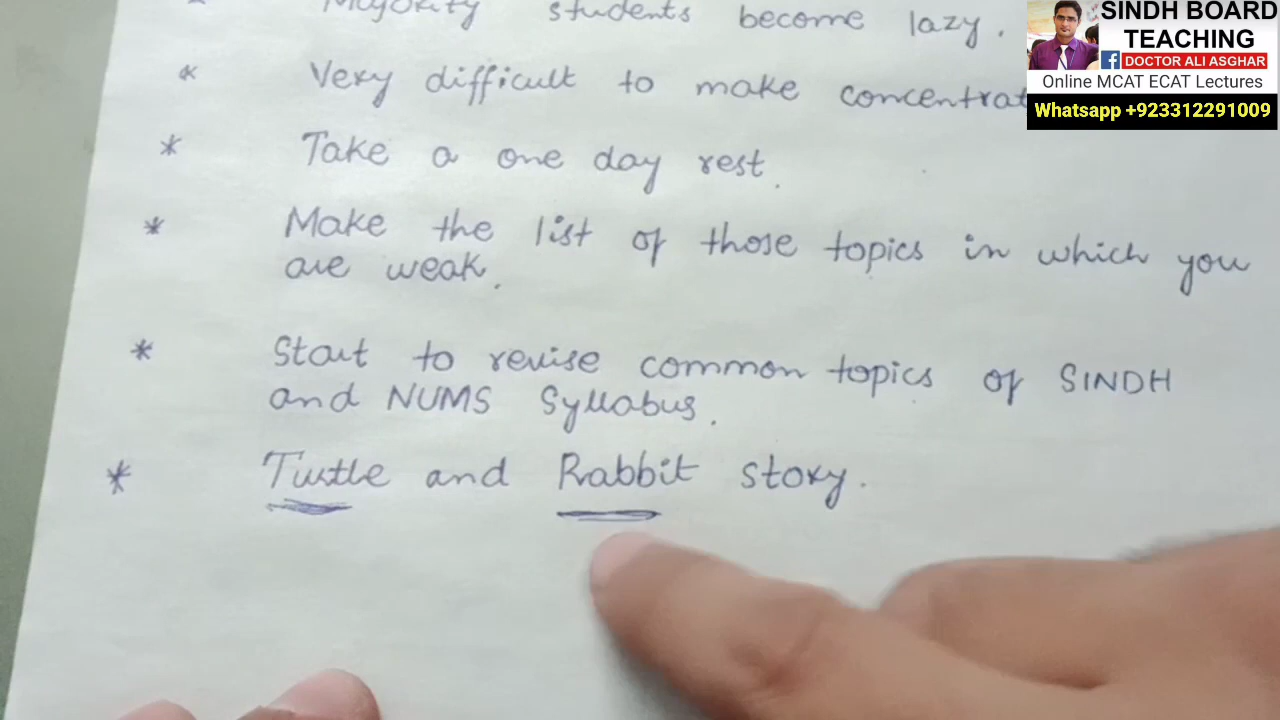 Majority students become lazy.
* Very difficult to make concentrat
* Take a one day rest.
* Make the list of those topics in which you
are weak.
* Start to revise common topics of SINDH
and NUMS Syllabus.
* Turtle and Rabbit story.
SINDH BOARD
TEACHING
f DOCTOR ALI ASGHAR
Online MCAT ECAT Lectures
Whatsapp +923312291009